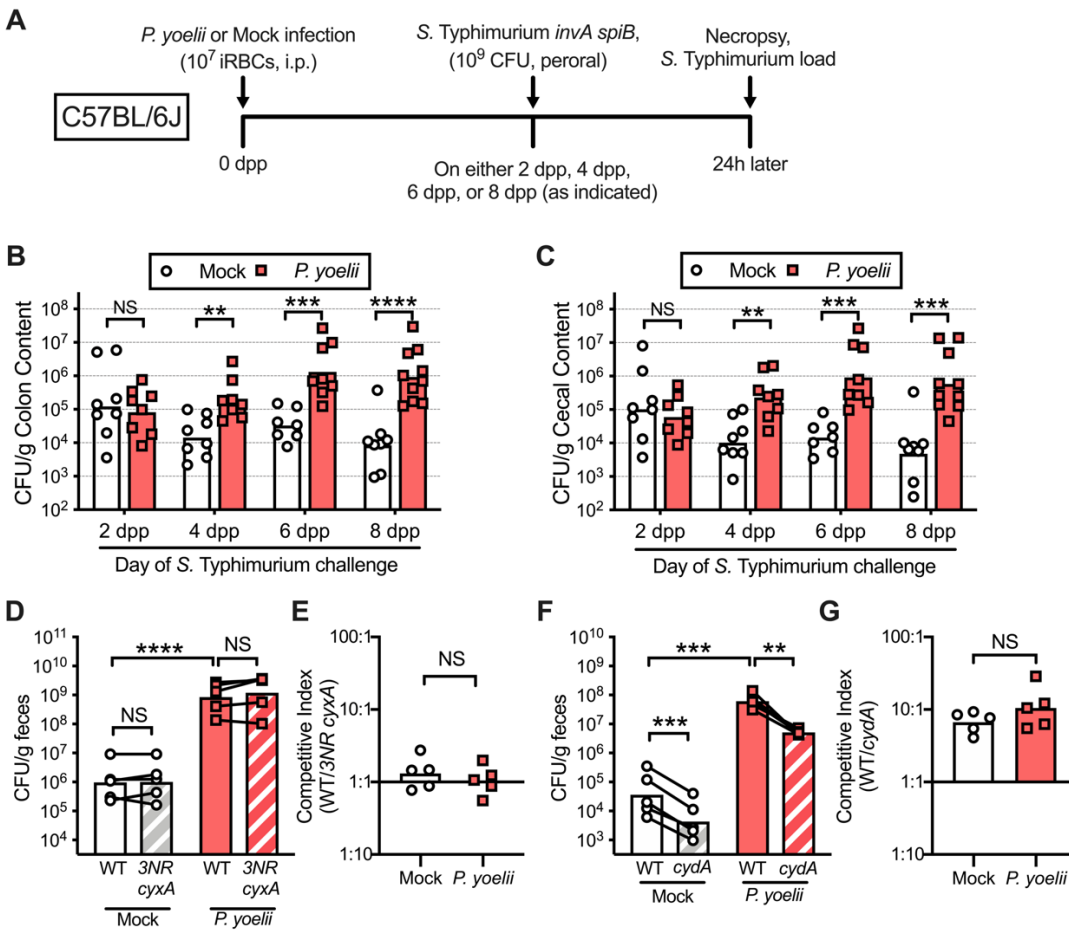 A
P. yoelii or Mock infection
(10⁷ iRBCs, i.p.)
S. Typhimurium invA spiB,
(10⁹ CFU, peroral)
Necropsy,
S. Typhimurium load
C57BL/6J
0 dpp
On either 2 dpp, 4 dpp,
6 dpp, or 8 dpp (as indicated)
24h later
B
Mock P. yoelii
CFU/g Colon Content
10⁸
10⁷
10⁶
10⁵
10⁴
10³
10²
NS ** *** ****
2 dpp 4 dpp 6 dpp 8 dpp
Day of S. Typhimurium challenge
C
Mock P. yoelii
CFU/g Cecal Content
10⁸
10⁷
10⁶
10⁵
10⁴
10³
10²
NS ** *** ***
2 dpp 4 dpp 6 dpp 8 dpp
Day of S. Typhimurium challenge
D
CFU/g feces
10¹¹
10¹⁰
10⁹
10⁸
10⁷
10⁶
10⁵
10⁴
****
NS
NS
WT 3NR WT 3NR
cyxA cyxA
Mock P. yoelii
E
Competitive Index
(WT/3NR cyxA)
100:1
10:1
1:1
1:10
NS
Mock P. yoelii
F
CFU/g feces
10¹⁰
10⁹
10⁸
10⁷
10⁶
10⁵
10⁴
10³
***
**
***
WT cydA WT cydA
Mock P. yoelii
G
Competitive Index
(WT/cydA)
100:1
10:1
1:1
1:10
NS
Mock P. yoelii